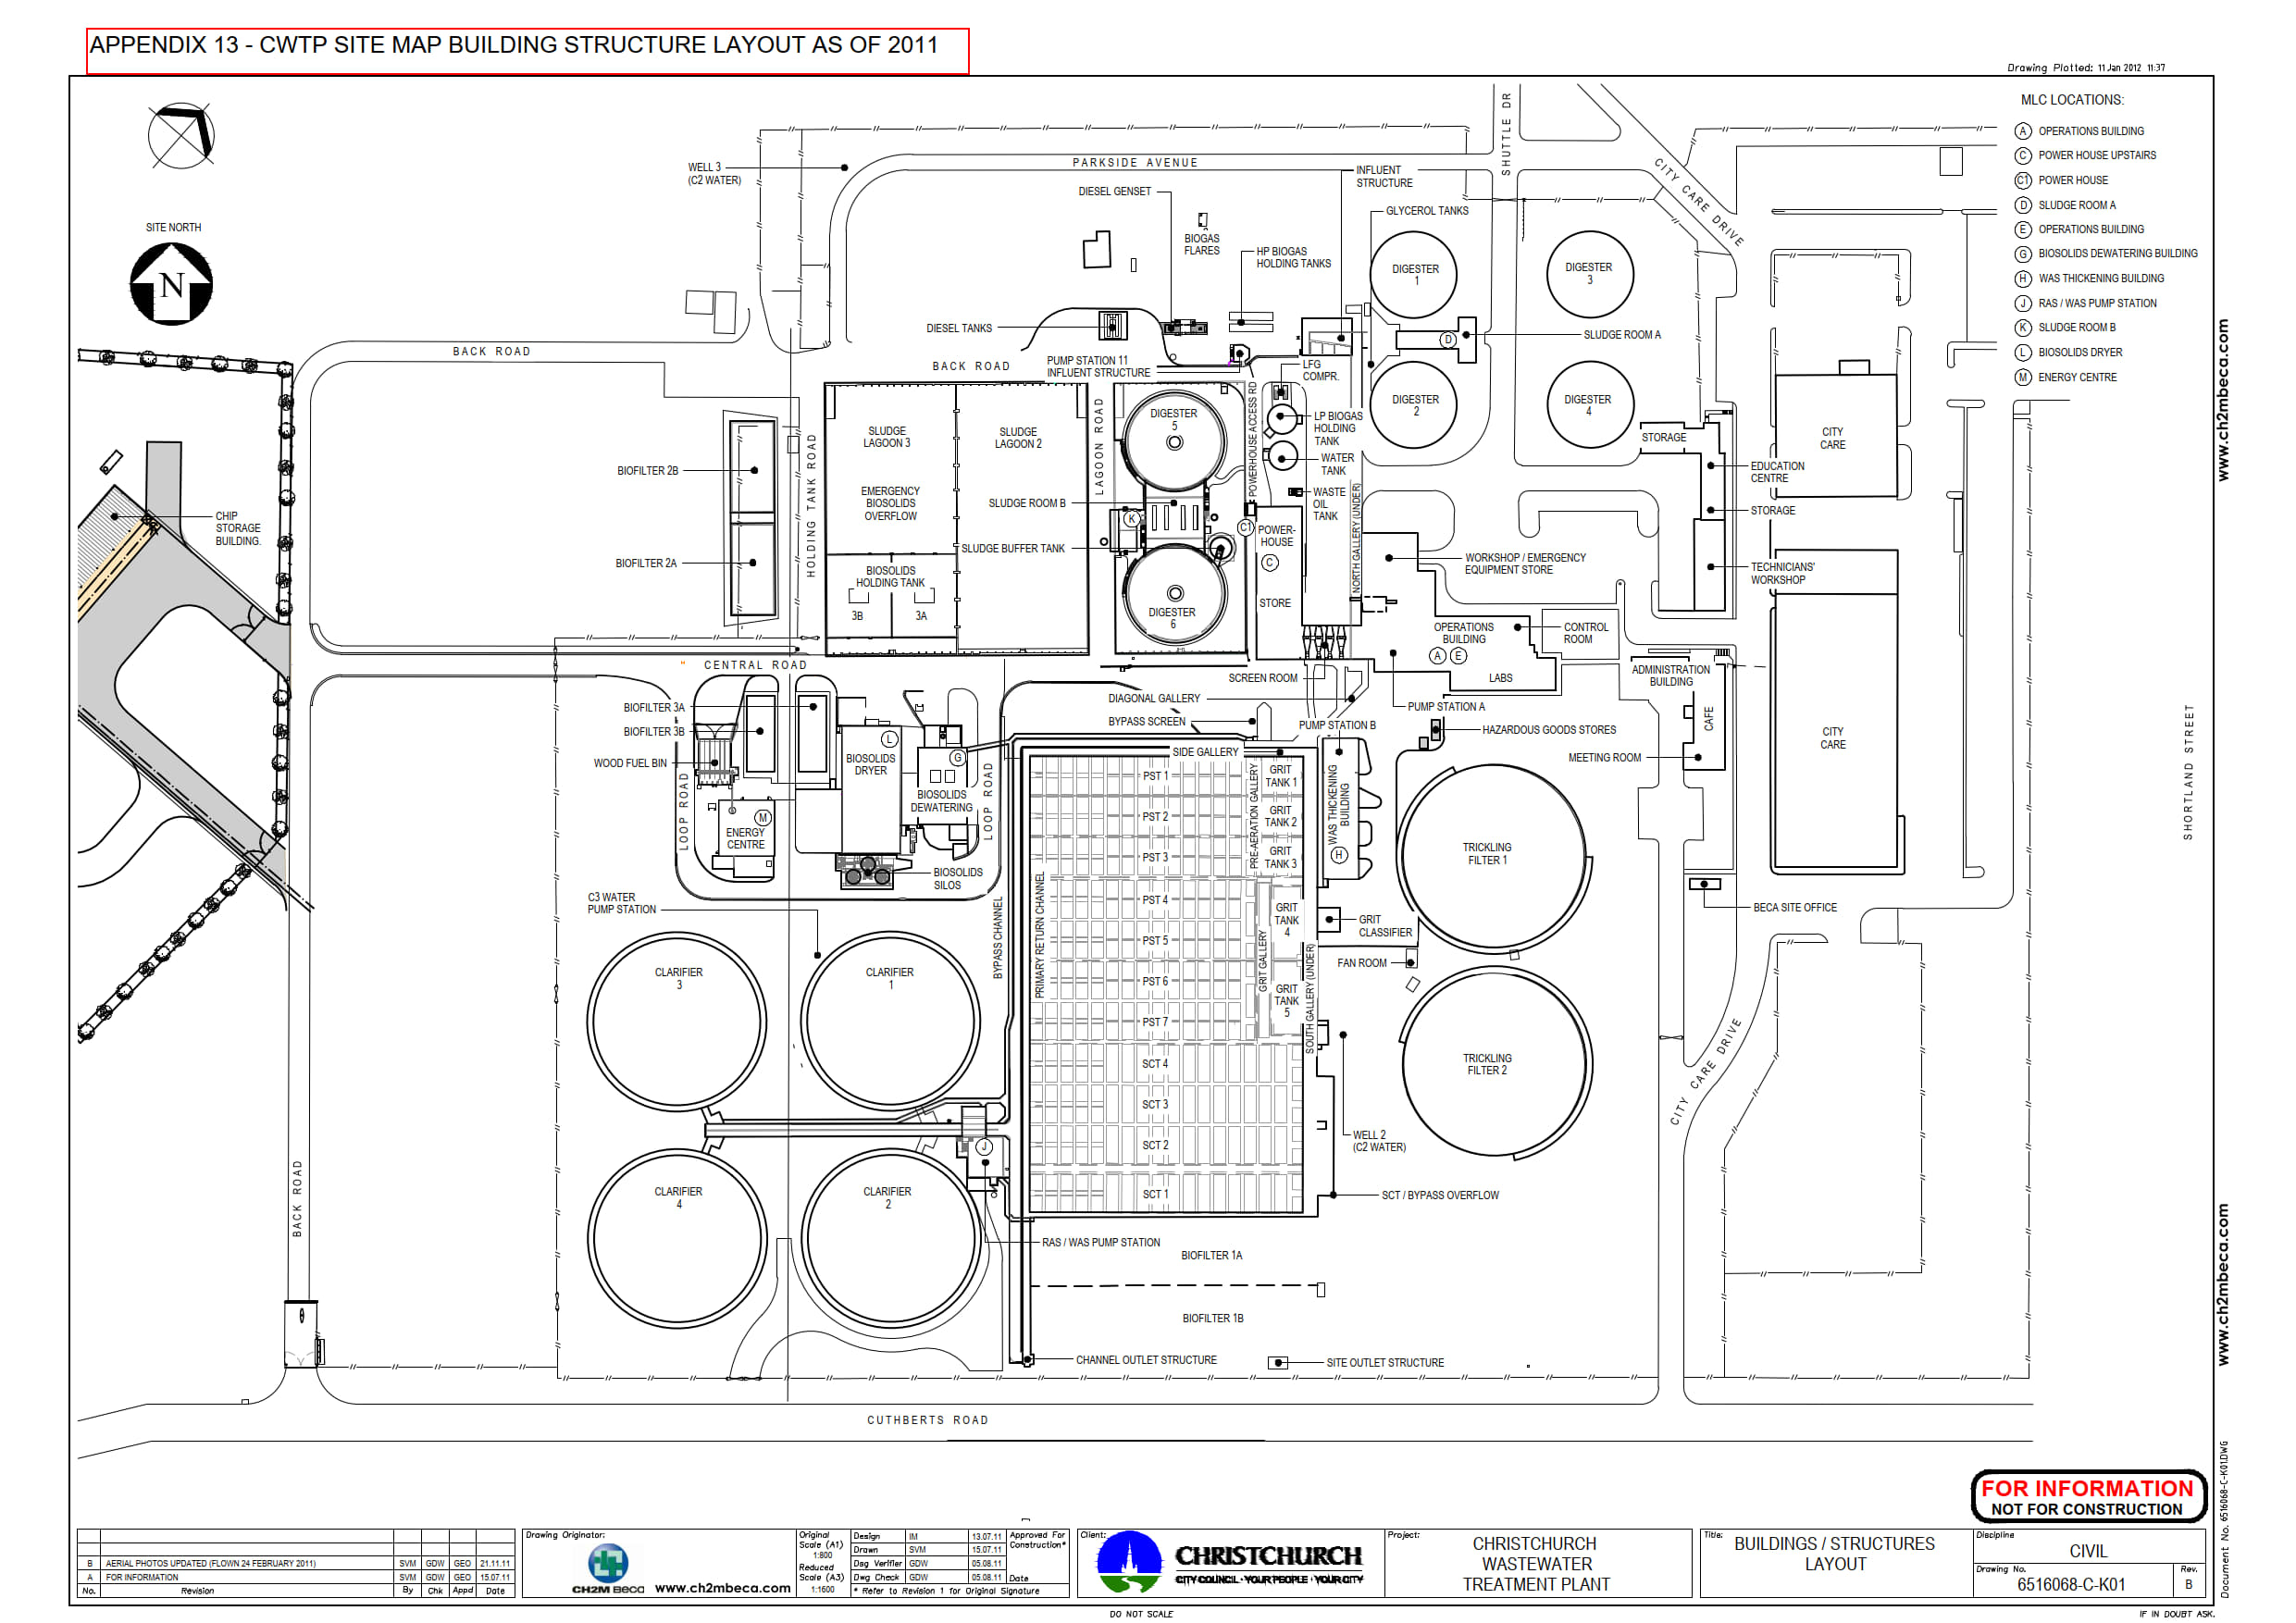 APPENDIX 13 - CWTP SITE MAP BUILDING STRUCTURE LAYOUT AS OF 2011
Drawing Plotted: 11 Jan 2012 11:37
MLC LOCATIONS:
A OPERATIONS BUILDING
C POWER HOUSE UPSTAIRS
C1 POWER HOUSE
D SLUDGE ROOM A
E OPERATIONS BUILDING
G BIOSOLIDS DEWATERING BUILDING
H WAS THICKENING BUILDING
J RAS / WAS PUMP STATION
K SLUDGE ROOM B
L BIOSOLIDS DRYER
M ENERGY CENTRE
SITE NORTH
N
WELL 3
(C2 WATER)
PARKSIDE AVENUE
SHUTTLE DR
CITY CARE DRIVE
INFLUENT
STRUCTURE
DIESEL GENSET
GLYCEROL TANKS
BIOGAS
FLARES
HP BIOGAS
HOLDING TANKS
DIGESTER
1
DIGESTER
3
DIESEL TANKS
SLUDGE ROOM A
D
BACK ROAD
BACK ROAD
PUMP STATION 11
INFLUENT STRUCTURE
LFG
COMPR.
DIGESTER
2
DIGESTER
4
HOLDING TANK ROAD
LAGOON ROAD
POWERHOUSE ACCESS RD
SLUDGE
LAGOON 3
SLUDGE
LAGOON 2
DIGESTER
5
LP BIOGAS
HOLDING
TANK
WATER
TANK
STORAGE
CITY
CARE
EDUCATION
CENTRE
BIOFILTER 2B
EMERGENCY
BIOSOLIDS
OVERFLOW
SLUDGE ROOM B
WASTE
OIL
TANK
STORAGE
CHIP
STORAGE
BUILDING.
K
C1
POWER-
HOUSE
C
NORTH GALLERY (UNDER)
SLUDGE BUFFER TANK
WORKSHOP / EMERGENCY
EQUIPMENT STORE
BIOFILTER 2A
BIOSOLIDS
HOLDING TANK
3B
3A
TECHNICIANS'
WORKSHOP
STORE
DIGESTER
6
OPERATIONS
BUILDING
A E
CONTROL
ROOM
CENTRAL ROAD
SCREEN ROOM
LABS
ADMINISTRATION
BUILDING
DIAGONAL GALLERY
BIOFILTER 3A
PUMP STATION A
CAFE
BYPASS SCREEN
PUMP STATION B
BIOFILTER 3B
HAZARDOUS GOODS STORES
CITY
CARE
SHORTLAND STREET
L
G
SIDE GALLERY
MEETING ROOM
WOOD FUEL BIN
BIOSOLIDS
DRYER
BIOSOLIDS
DEWATERING
LOOP ROAD
LOOP ROAD
M
ENERGY
CENTRE
PST 1
PST 2
PST 3
PST 4
PST 5
PST 6
PST 7
SCT 4
SCT 3
SCT 2
SCT 1
GRIT
TANK 1
GRIT
TANK 2
GRIT
TANK 3
GRIT
TANK
4
GRIT
TANK
5
PRE-AERATION GALLERY
GRIT GALLERY
SOUTH GALLERY (UNDER)
PRIMARY RETURN CHANNEL
BYPASS CHANNEL
WAS THICKENING
BUILDING
H
TRICKLING
FILTER 1
BIOSOLIDS
SILOS
C3 WATER
PUMP STATION
GRIT
CLASSIFIER
BECA SITE OFFICE
FAN ROOM
CLARIFIER
3
CLARIFIER
1
TRICKLING
FILTER 2
CITY CARE DRIVE
WELL 2
(C2 WATER)
J
BACK ROAD
CLARIFIER
4
CLARIFIER
2
SCT / BYPASS OVERFLOW
RAS / WAS PUMP STATION
BIOFILTER 1A
BIOFILTER 1B
CHANNEL OUTLET STRUCTURE
SITE OUTLET STRUCTURE
CUTHBERTS ROAD
www.ch2mbeca.com
www.ch2mbeca.com
Document No. 6516068-C-K01.DWG
FOR INFORMATION
NOT FOR CONSTRUCTION
B AERIAL PHOTOS UPDATED (FLOWN 24 FEBRUARY 2011) SVM GDW GEO 21.11.11
A FOR INFORMATION SVM GDW GEO 15.07.11
No. Revision By Chk Appd Date
Drawing Originator:
CH2M BECA www.ch2mbeca.com
Original
Scale (A1)
1:800
Reduced
Scale (A3)
1:1600
Design IM 13.07.11
Drawn SVM 15.07.11
Dsg Verifier GDW 05.08.11
Dwg Check GDW 05.08.11
Approved For
Construction*
Date
* Refer to Revision 1 for Original Signature
Client:
CHRISTCHURCH
CITY COUNCIL · YOUR PEOPLE · YOUR CITY
Project:
CHRISTCHURCH
WASTEWATER
TREATMENT PLANT
Title:
BUILDINGS / STRUCTURES
LAYOUT
Discipline
CIVIL
Drawing No.
6516068-C-K01
Rev.
B
DO NOT SCALE
IF IN DOUBT ASK.